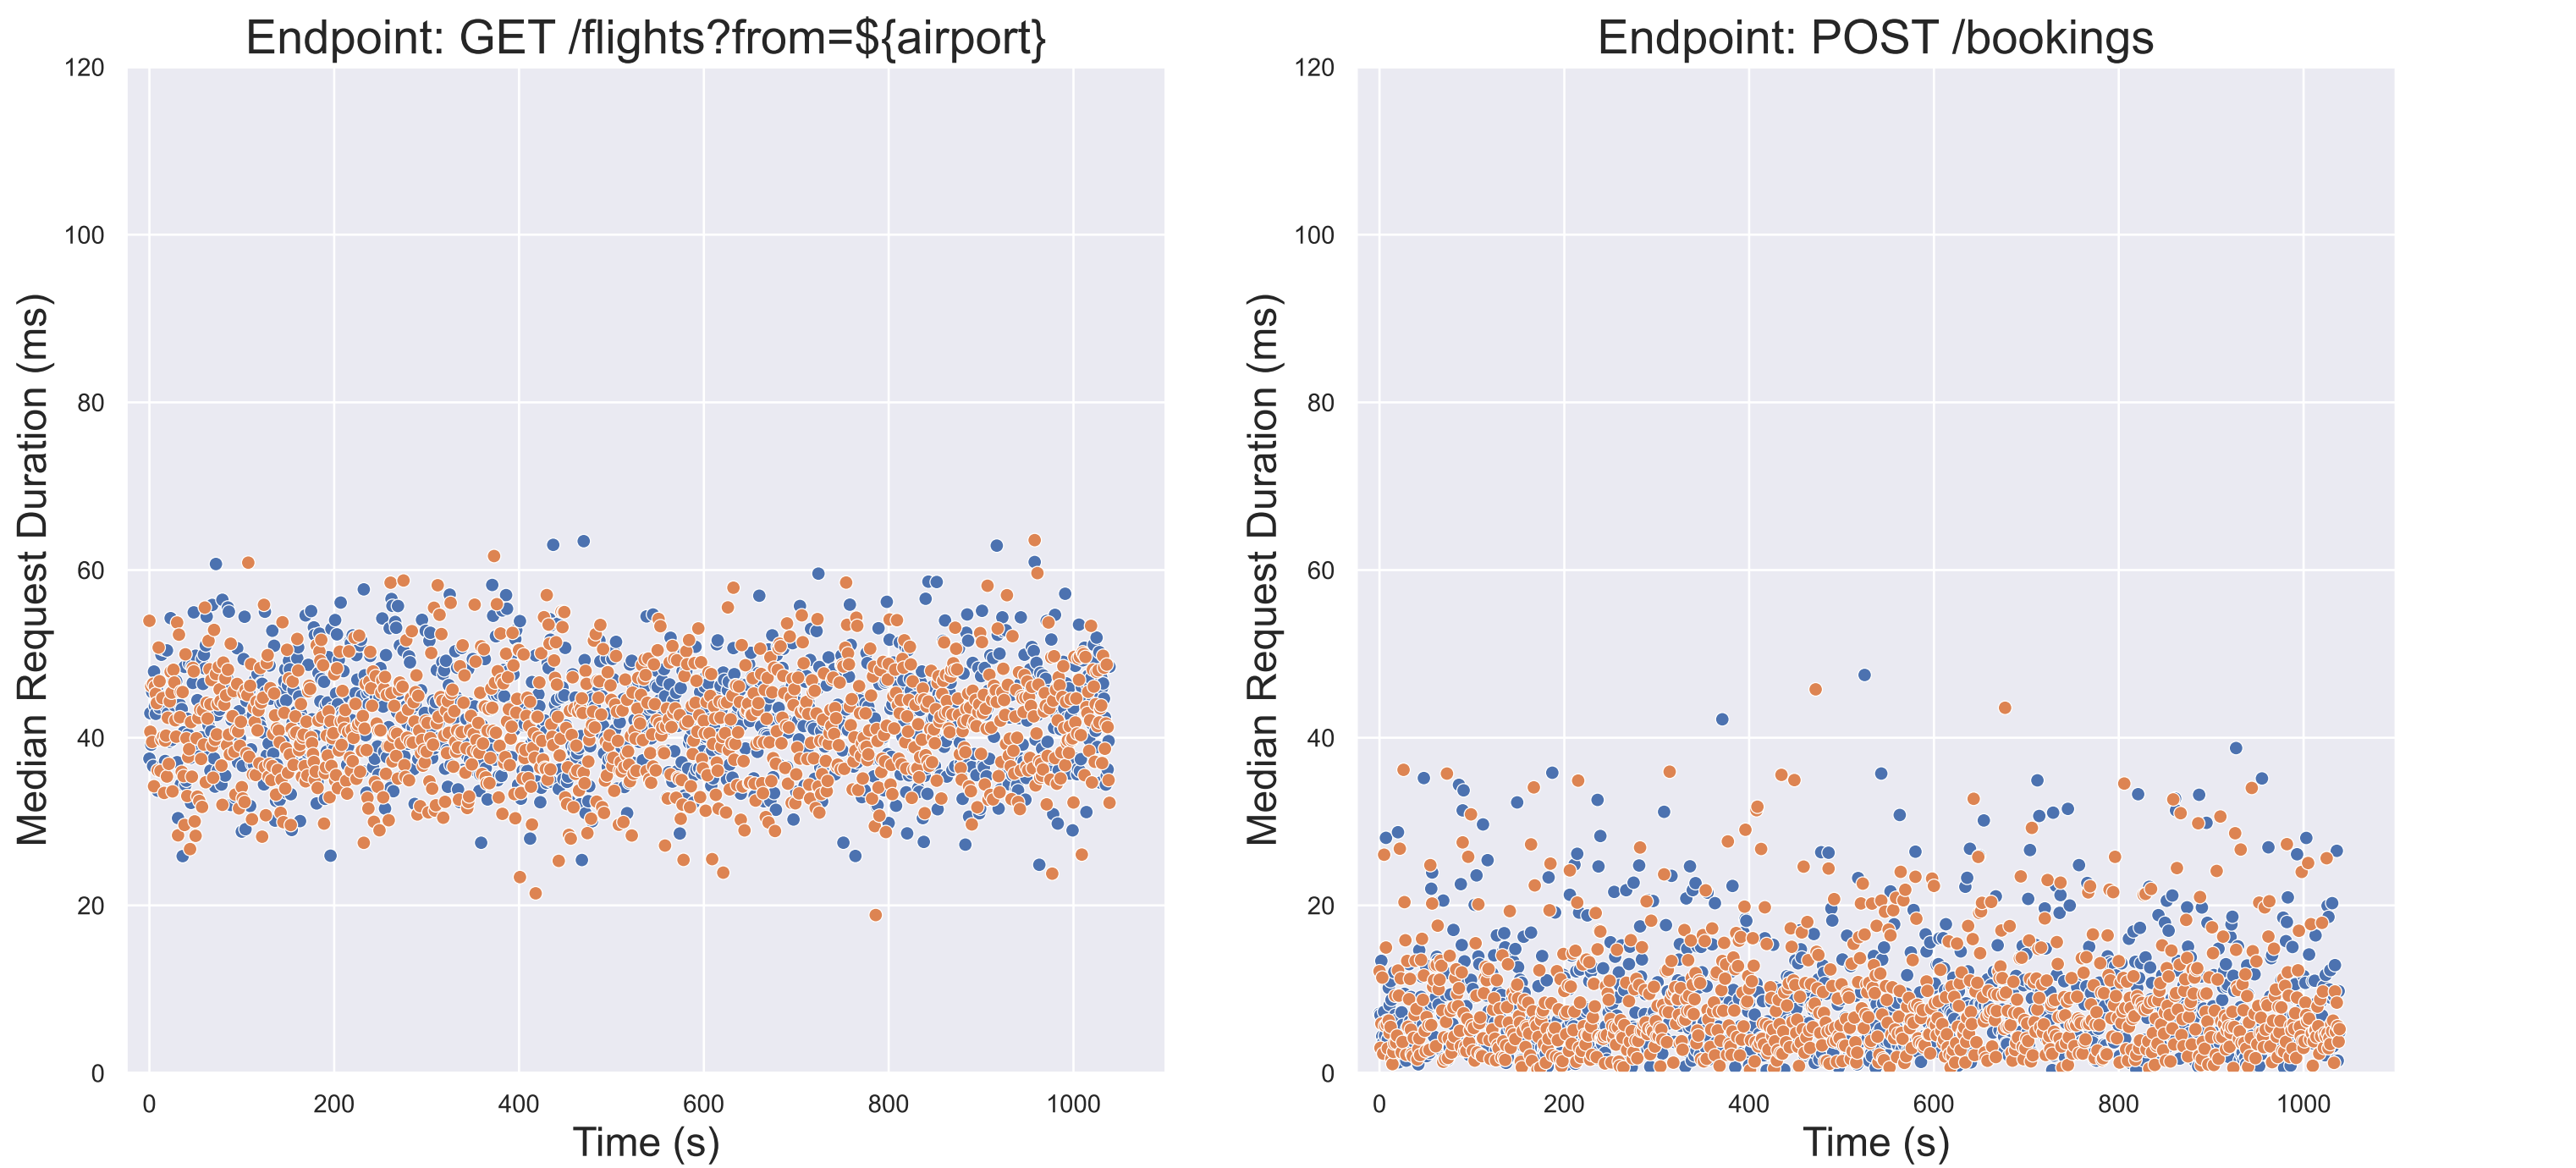 Endpoint: GET /flights?from=${airport}
120
100
80
60
40
20
0
Median Request Duration (ms)
0 200 400 600 800 1000
Time (s)
Endpoint: POST /bookings
120
100
80
60
40
20
0
Median Request Duration (ms)
0 200 400 600 800 1000
Time (s)